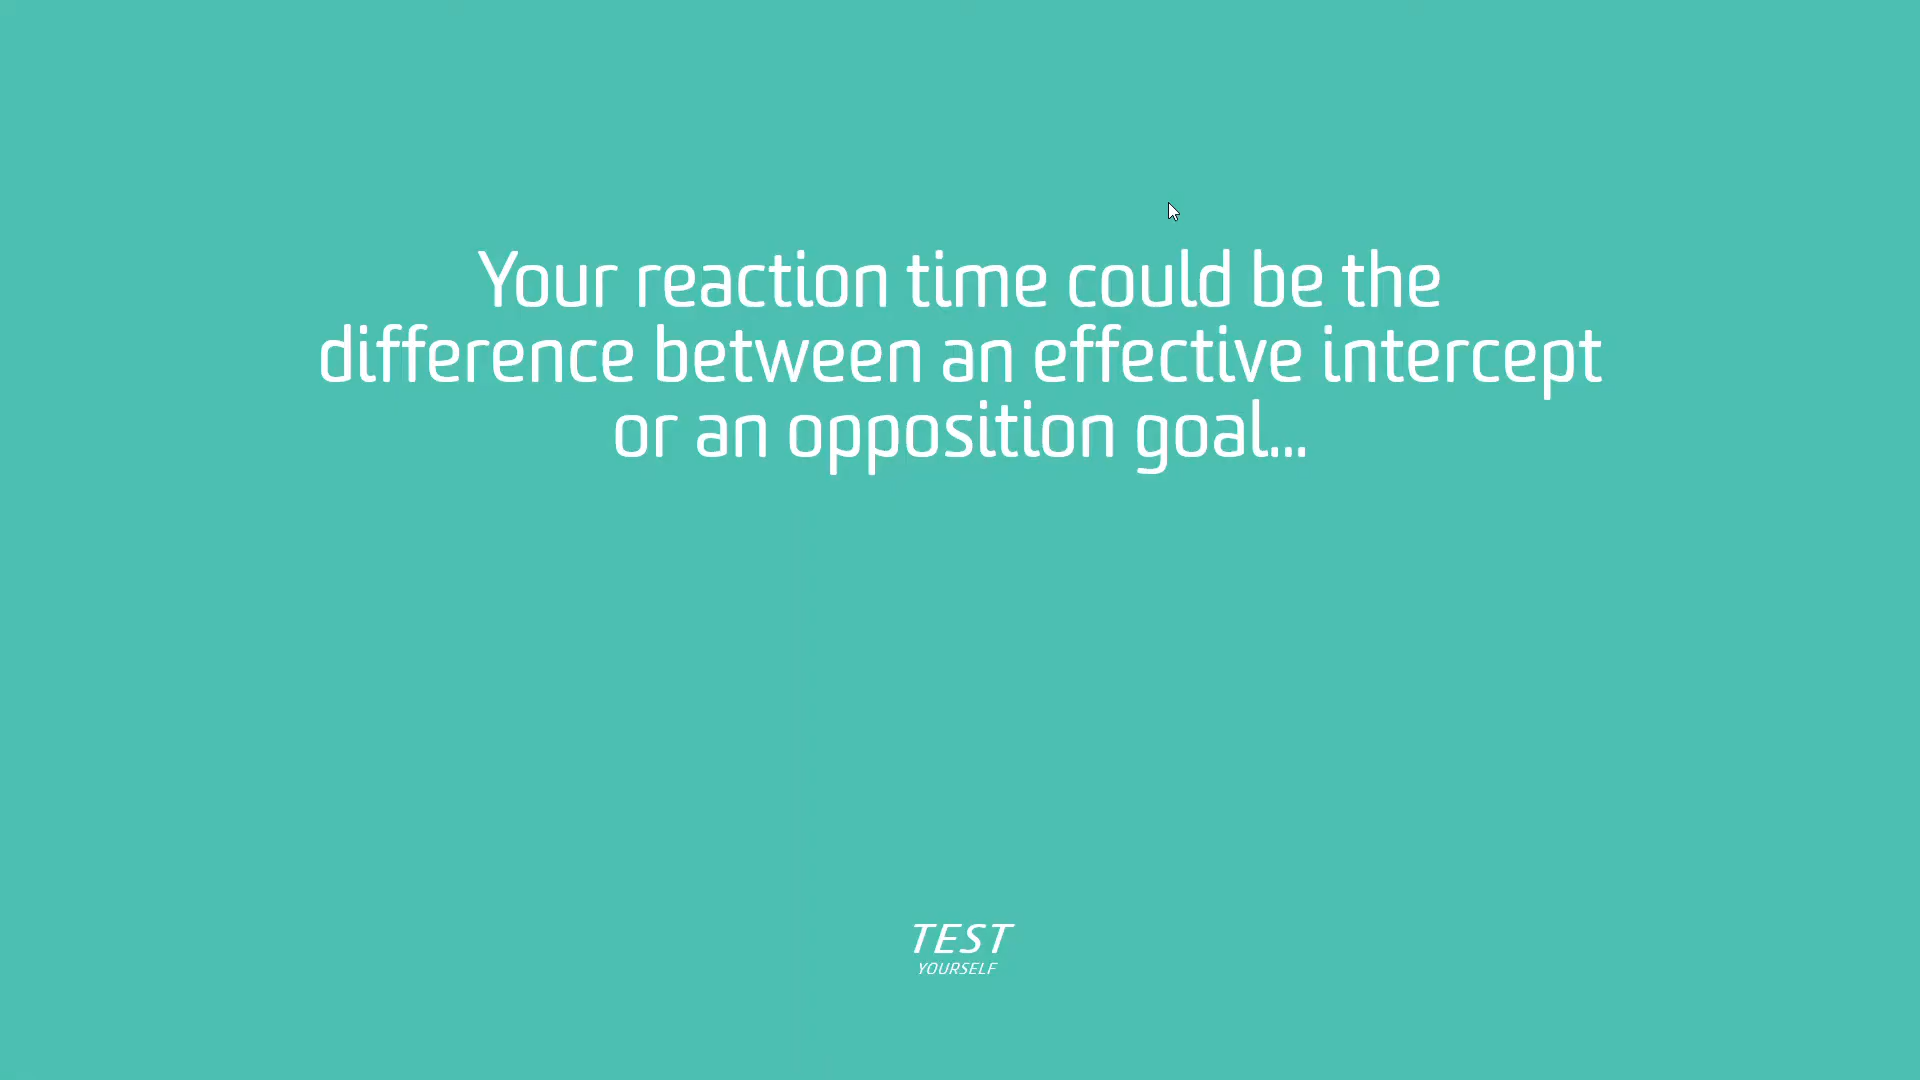 Your reaction time could be the
difference between an effective intercept
or an opposition goal...
TEST
YOURSELF